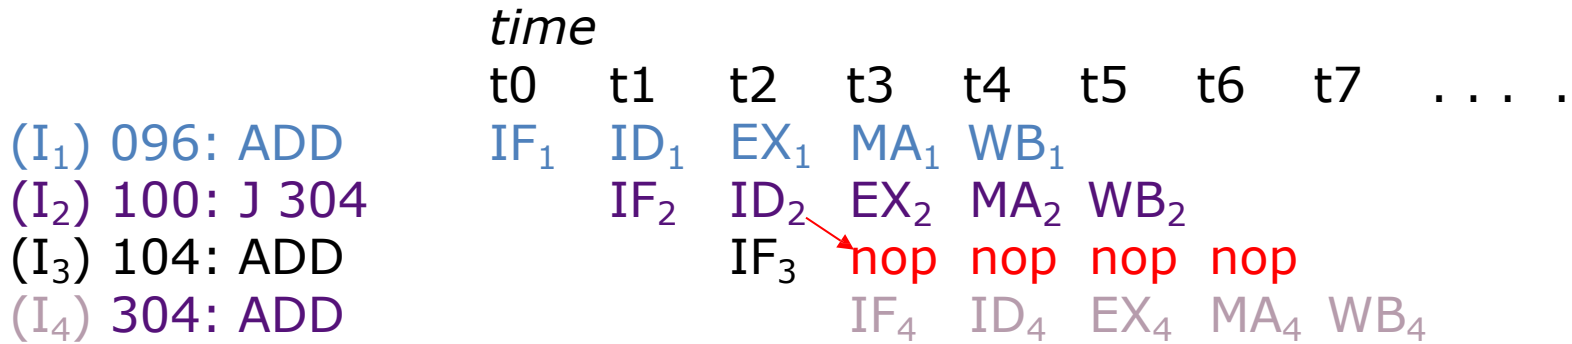 time
t0 t1 t2 t3 t4 t5 t6 t7 . . . .
(I₁) 096: ADD IF₁ ID₁ EX₁ MA₁ WB₁
(I₂) 100: J 304 IF₂ ID₂ EX₂ MA₂ WB₂
(I₃) 104: ADD IF₃ nop nop nop nop
(I₄) 304: ADD IF₄ ID₄ EX₄ MA₄ WB₄